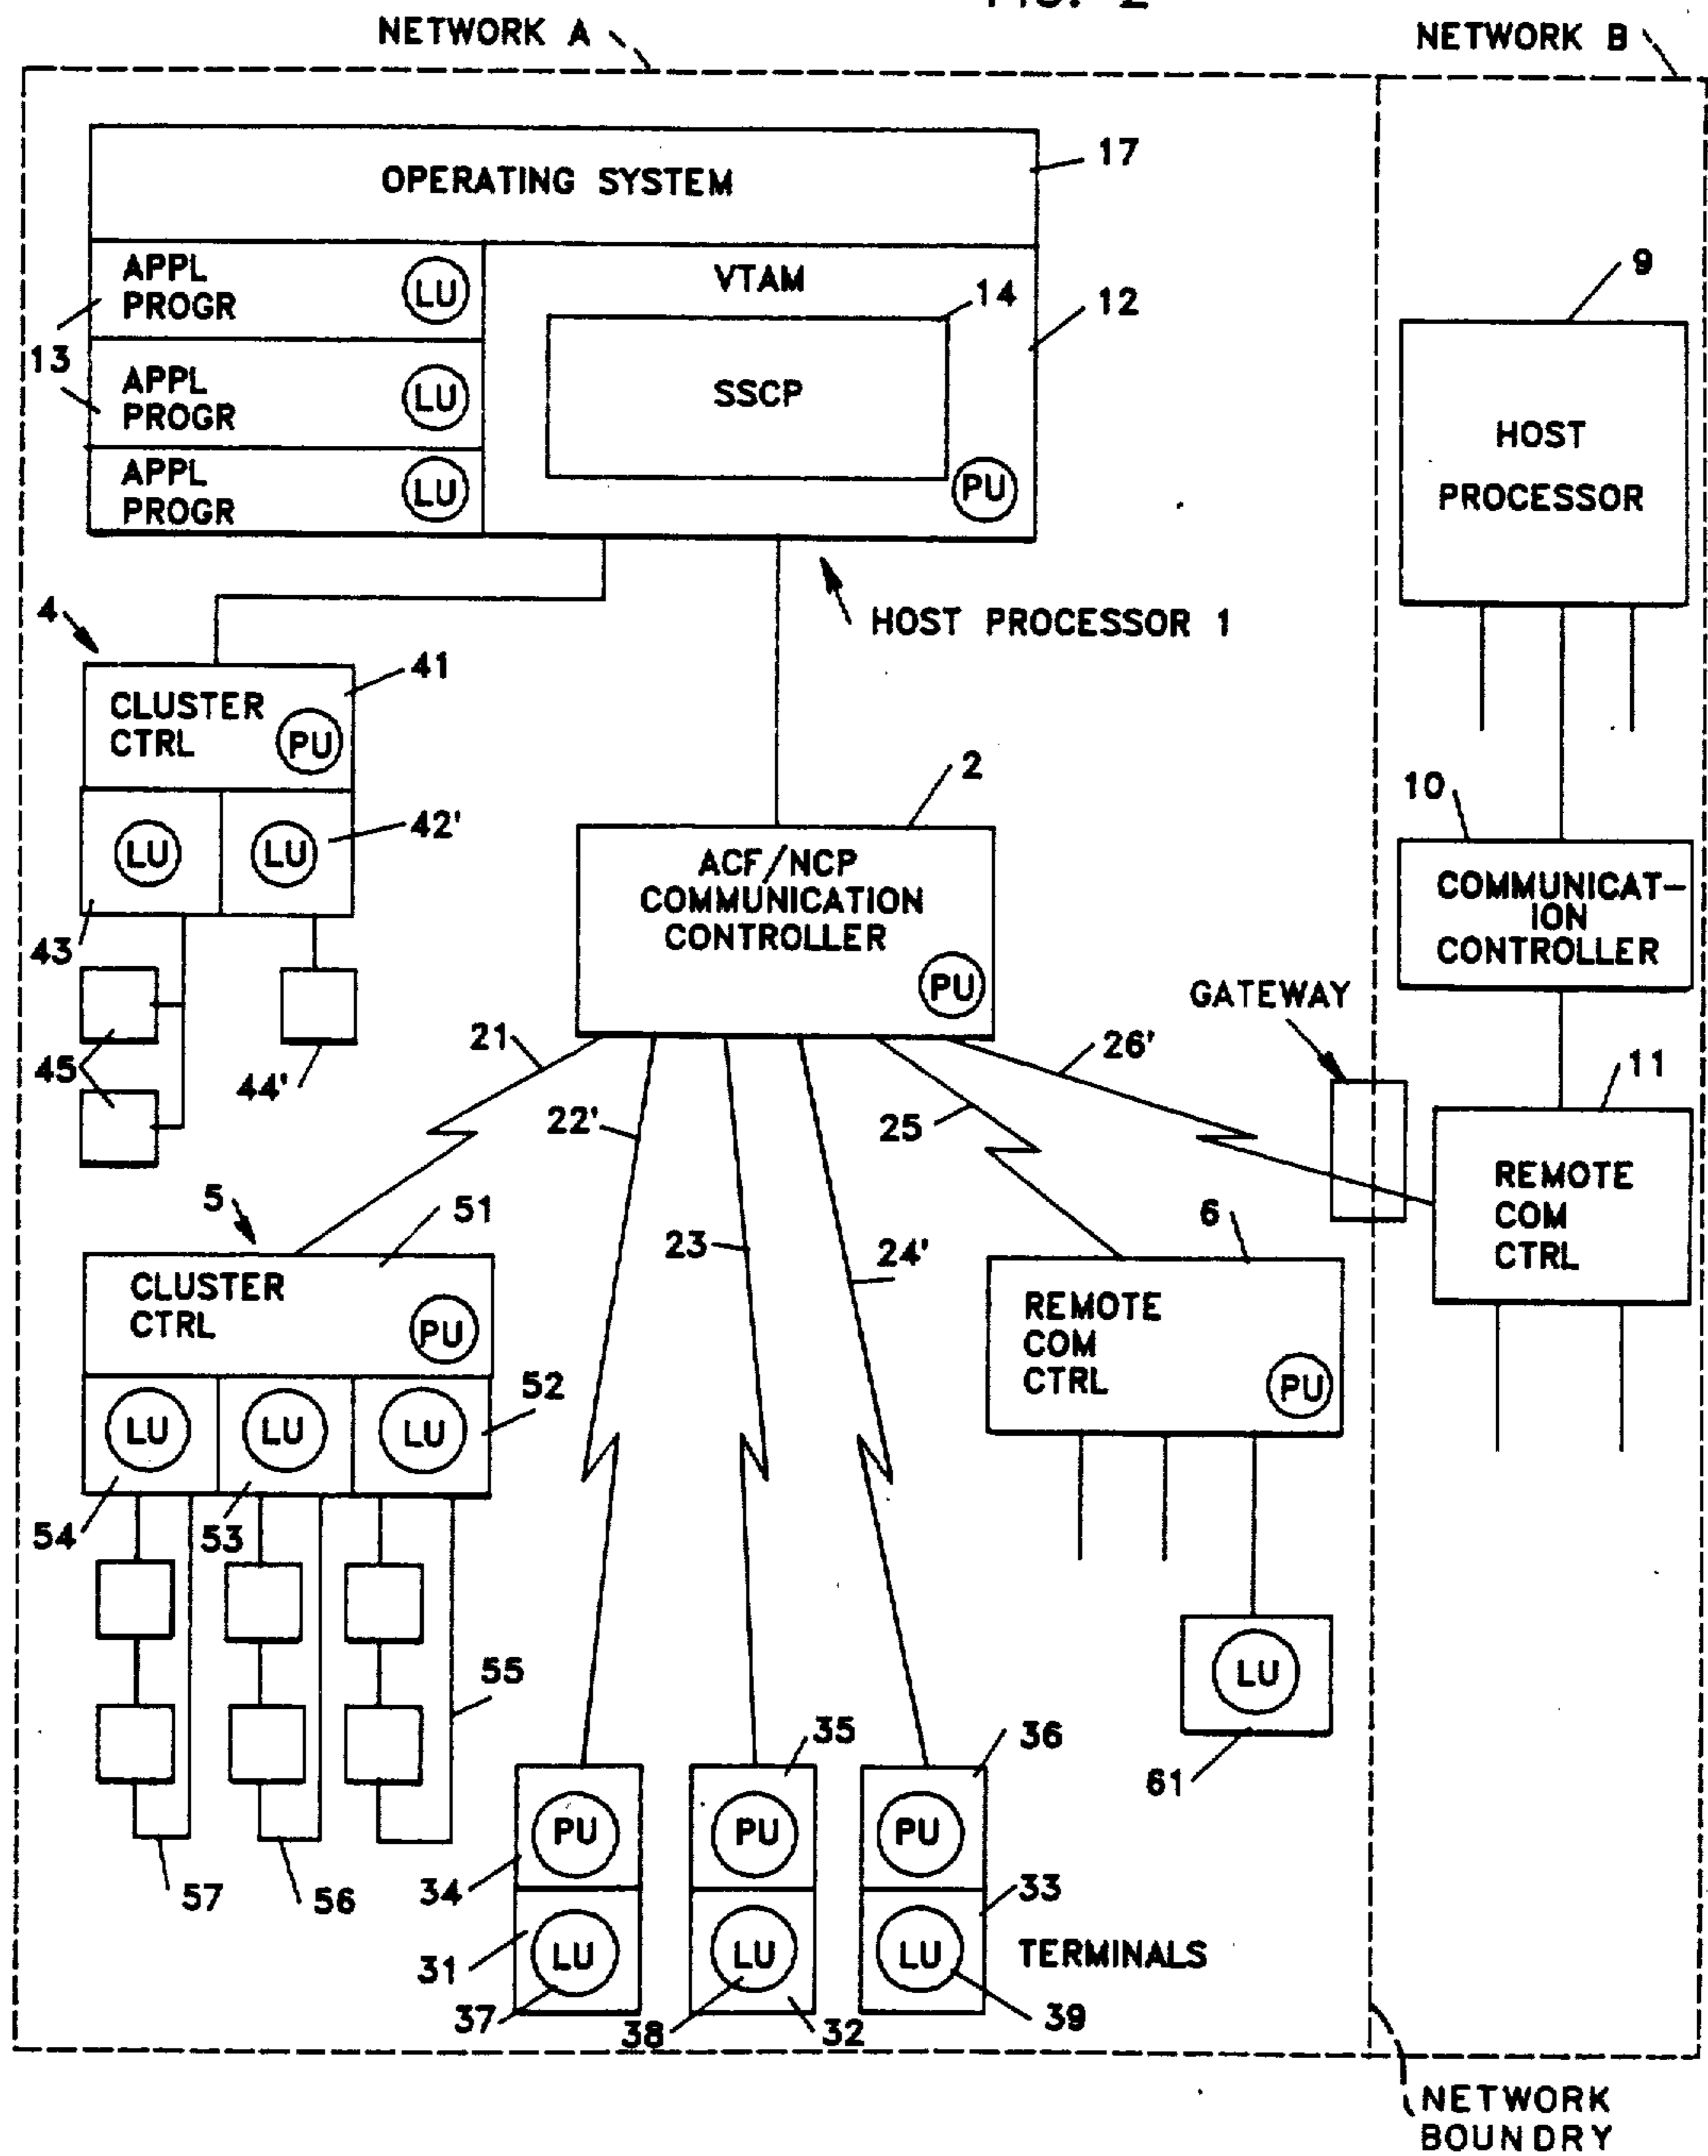 FIG. 2
NETWORK A
NETWORK B
OPERATING SYSTEM
17
APPL
PROGR
LU
VTAM
14
12
9
13
APPL
PROGR
LU
SSCP
HOST
PROCESSOR
APPL
PROGR
LU
PU
4
HOST PROCESSOR 1
41
CLUSTER
CTRL
PU
2
10
LU
LU
42'
ACF/NCP
COMMUNICATION
CONTROLLER
PU
COMMUNICAT-
ION
CONTROLLER
43
GATEWAY
45
44'
21
26'
11
22'
25
REMOTE
COM
CTRL
5
51
23
24'
6
CLUSTER
CTRL
PU
REMOTE
COM
CTRL
PU
LU
LU
LU
52
54
53
55
LU
61
35
36
PU
PU
PU
57
56
34
33
31
LU
LU
LU
TERMINALS
37
38
32
39
NETWORK
BOUNDRY